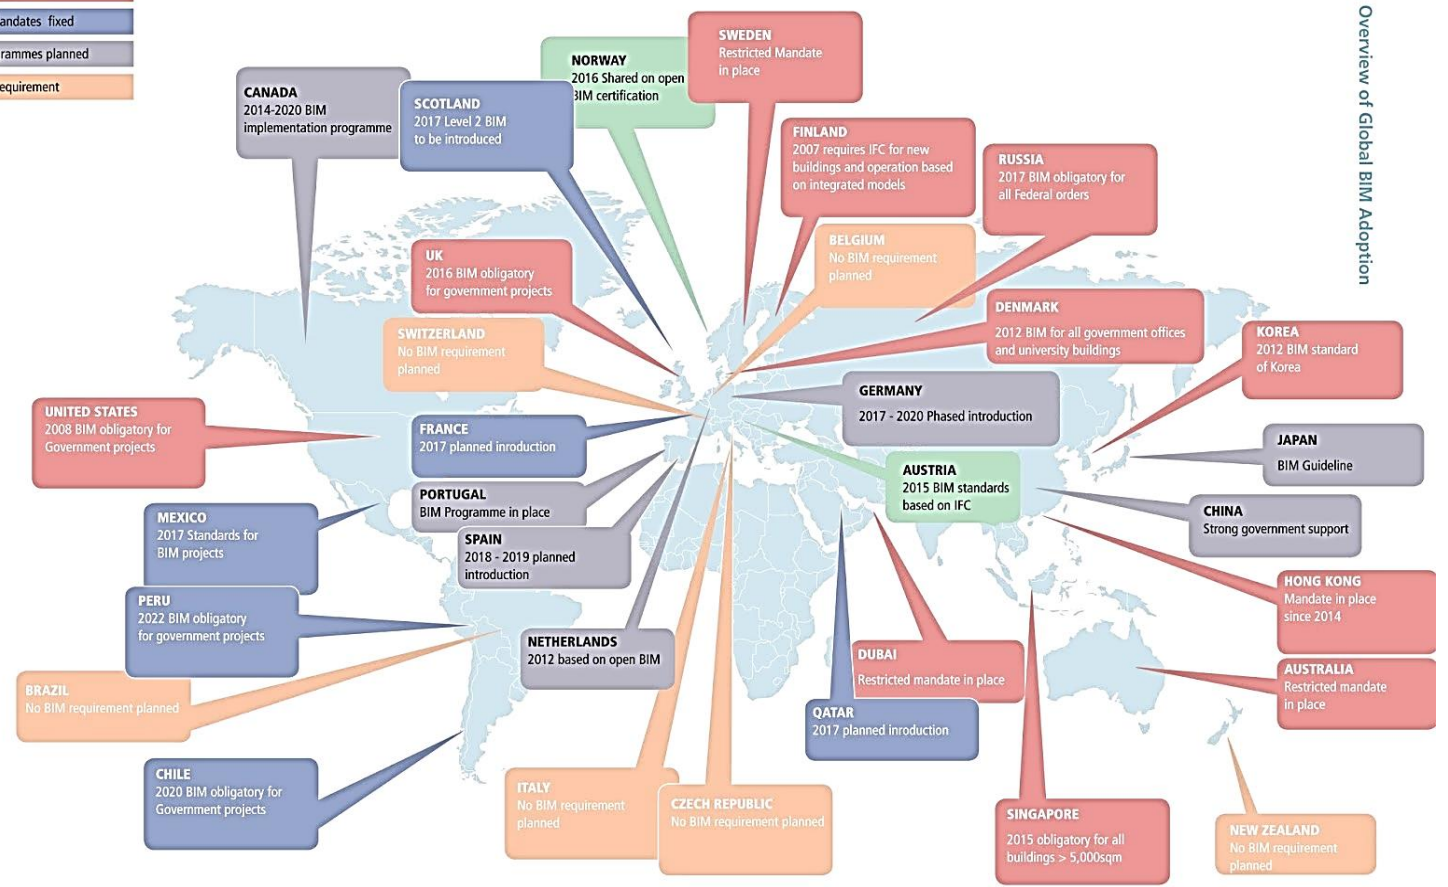 andates fixed
rammes planned
equirement
Overview of Global BIM Adoption
CANADA
2014-2020 BIM
implementation programme
SCOTLAND
2017 Level 2 BIM
to be introduced
NORWAY
2016 Shared on open
BIM certification
SWEDEN
Restricted Mandate
in place
FINLAND
2007 requires IFC for new
buildings and operation based
on integrated models
RUSSIA
2017 BIM obligatory for
all Federal orders
UK
2016 BIM obligatory
for government projects
BELGIUM
No BIM requirement
planned
SWITZERLAND
No BIM requirement
planned
DENMARK
2012 BIM for all government offices
and university buildings
KOREA
2012 BIM standard
of Korea
UNITED STATES
2008 BIM obligatory for
Government projects
FRANCE
2017 planned inroduction
GERMANY
2017 - 2020 Phased introduction
JAPAN
BIM Guideline
PORTUGAL
BIM Programme in place
AUSTRIA
2015 BIM standards
based on IFC
MEXICO
2017 Standards for
BIM projects
SPAIN
2018 - 2019 planned
introduction
CHINA
Strong government support
PERU
2022 BIM obligatory
for government projects
HONG KONG
Mandate in place
since 2014
NETHERLANDS
2012 based on open BIM
DUBAI
Restricted mandate in place
AUSTRALIA
Restricted mandate
in place
BRAZIL
No BIM requirement planned
QATAR
2017 planned inroduction
CHILE
2020 BIM obligatory for
Government projects
ITALY
No BIM requirement
planned
CZECH REPUBLIC
No BIM requirement planned
SINGAPORE
2015 obligatory for all
buildings > 5,000sqm
NEW ZEALAND
No BIM requirement
planned